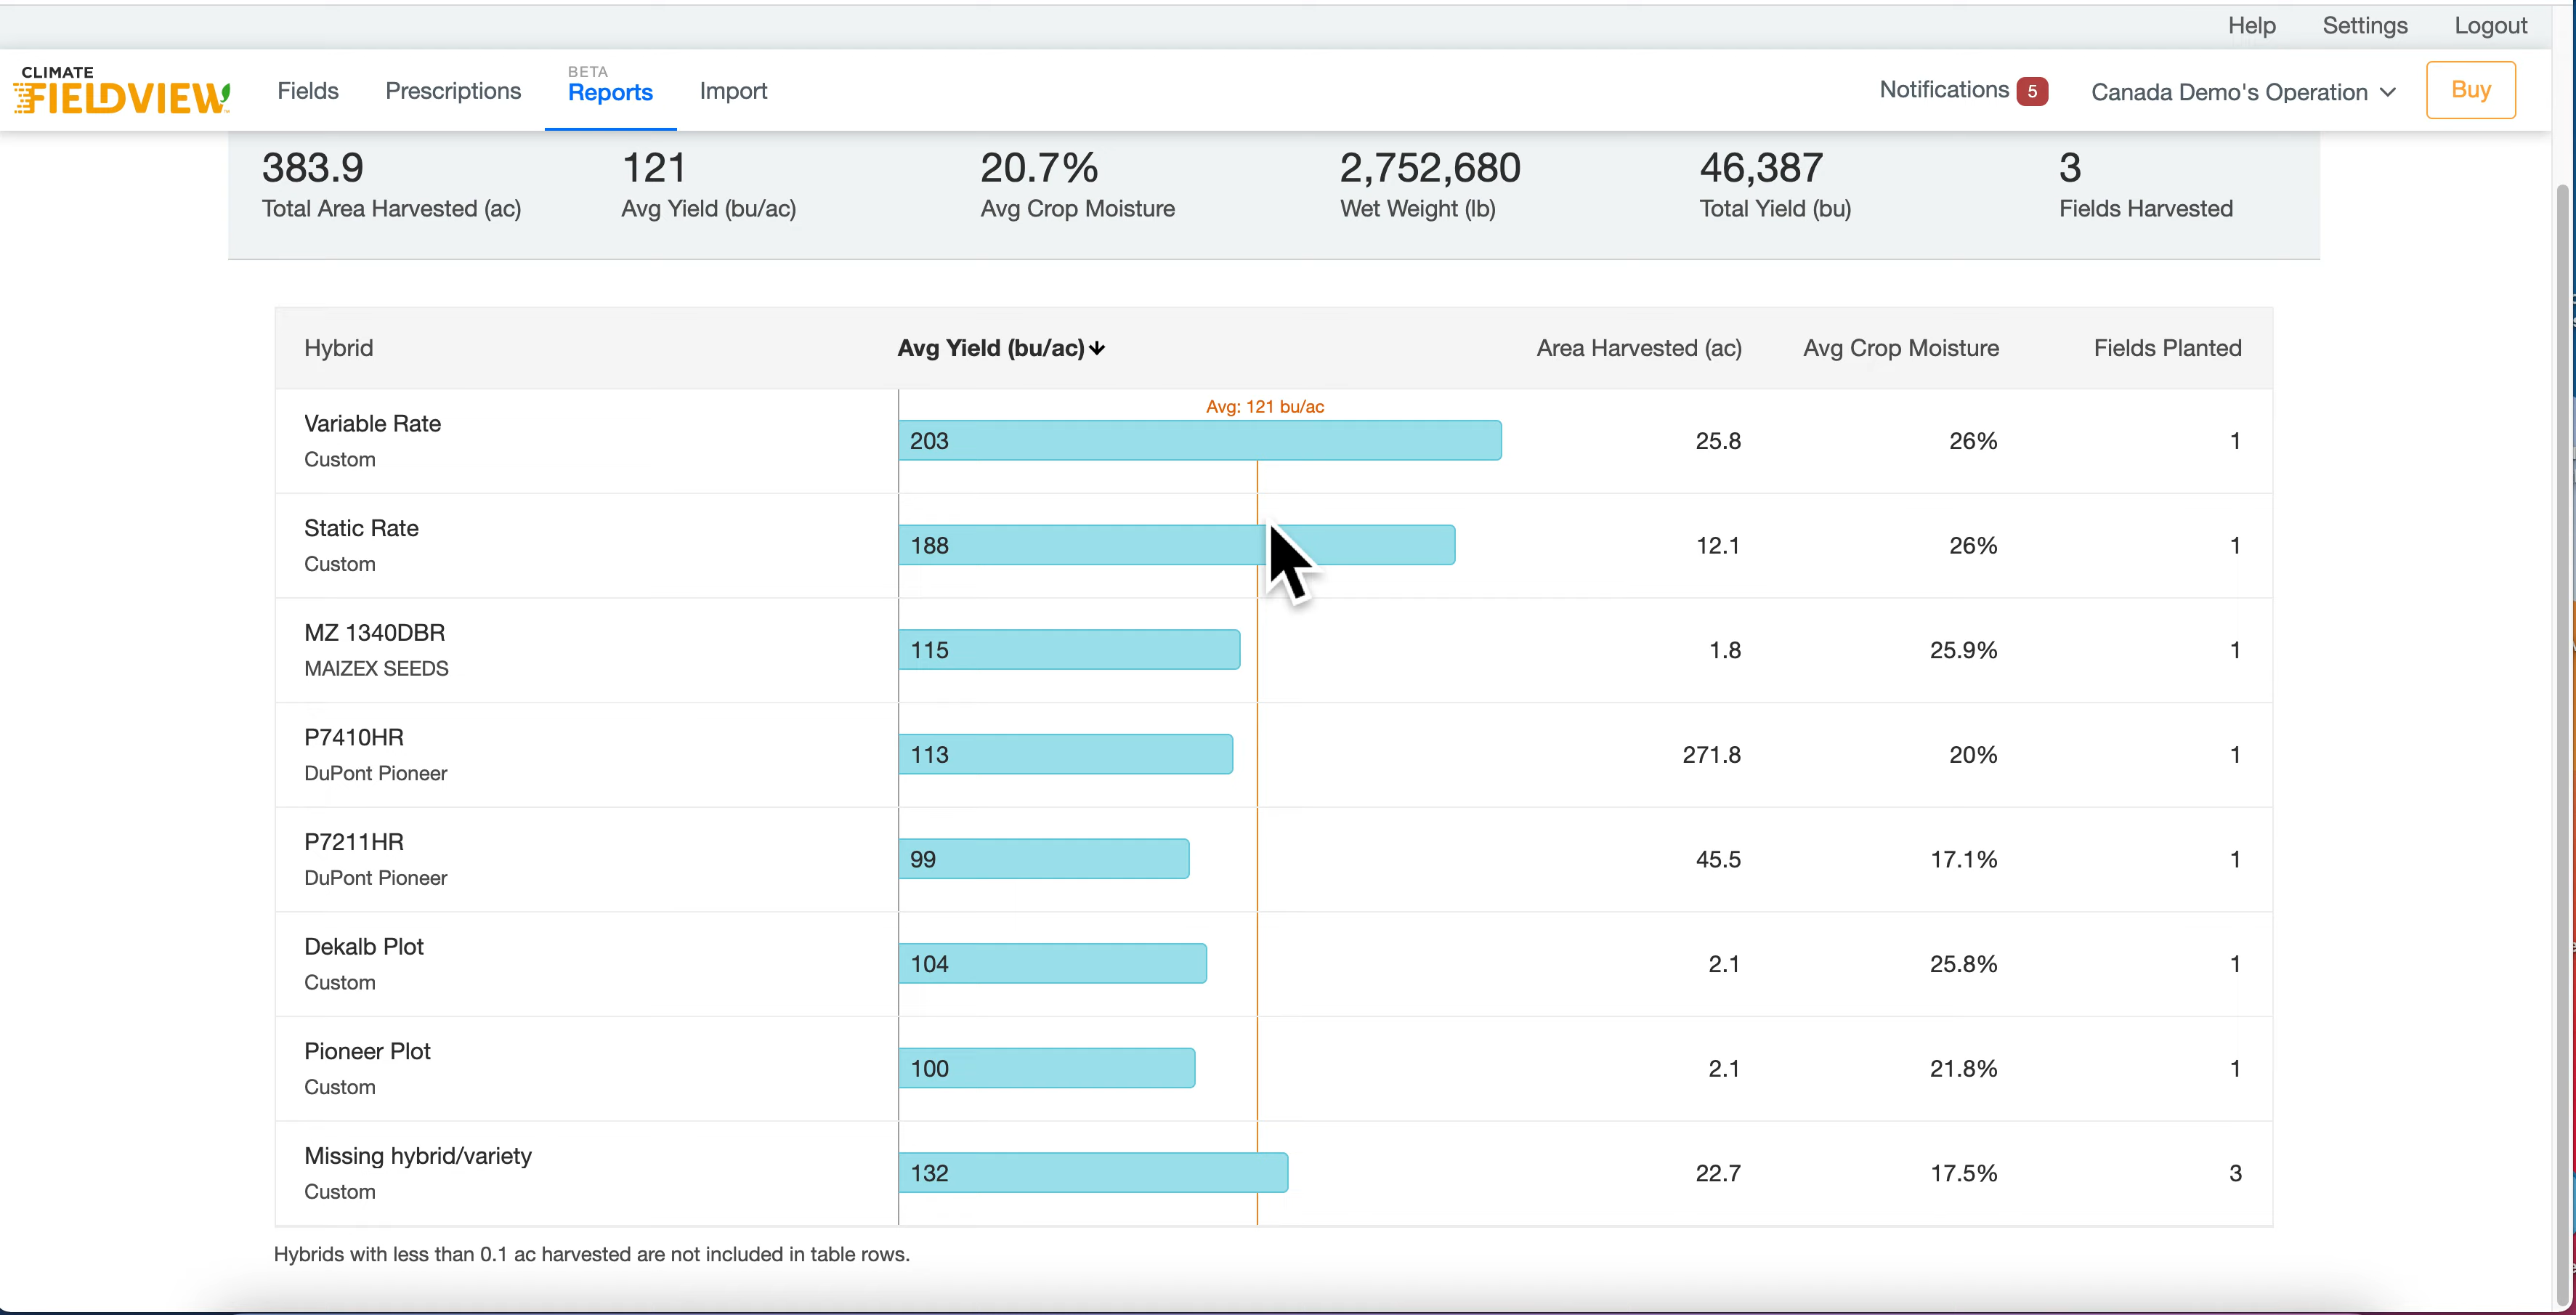 Help Settings Logout
CLIMATE
FIELDVIEW
Fields Prescriptions BETA Reports Import Notifications 5 Canada Demo's Operation Buy
383.9 121 20.7% 2,752,680 46,387 3
Total Area Harvested (ac) Avg Yield (bu/ac) Avg Crop Moisture Wet Weight (lb) Total Yield (bu) Fields Harvested
Hybrid Avg Yield (bu/ac) Area Harvested (ac) Avg Crop Moisture Fields Planted
Avg: 121 bu/ac
Variable Rate
Custom
203 25.8 26% 1
Static Rate
Custom
188 12.1 26% 1
MZ 1340DBR
MAIZEX SEEDS
115 1.8 25.9% 1
P7410HR
DuPont Pioneer
113 271.8 20% 1
P7211HR
DuPont Pioneer
99 45.5 17.1% 1
Dekalb Plot
Custom
104 2.1 25.8% 1
Pioneer Plot
Custom
100 2.1 21.8% 1
Missing hybrid/variety
Custom
132 22.7 17.5% 3
Hybrids with less than 0.1 ac harvested are not included in table rows.